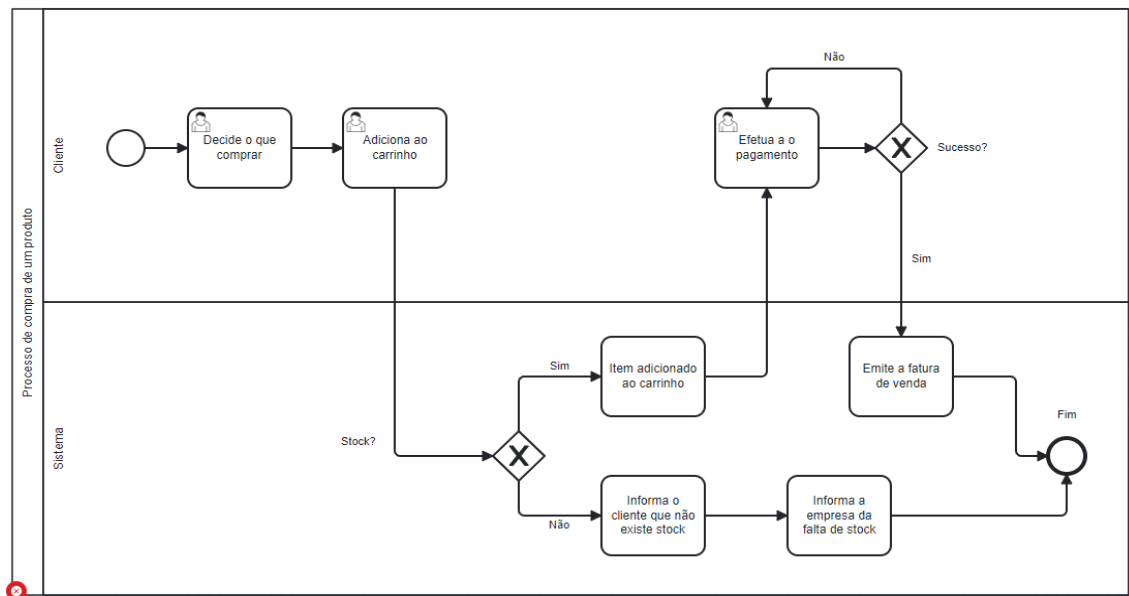 Processo de compra de um produto
Cliente
Decide o que
comprar
Adiciona ao
carrinho
Efetua a o
pagamento
Não
Sucesso?
Sim
Sistema
Stock?
Sim
Item adicionado
ao carrinho
Emite a fatura
de venda
Fim
Não
Informa o
cliente que não
existe stock
Informa a
empresa da
falta de stock